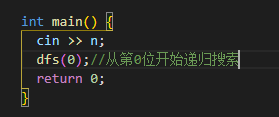 int main() {
cin >> n;
dfs(0);//从第0位开始递归搜索
return 0;
}